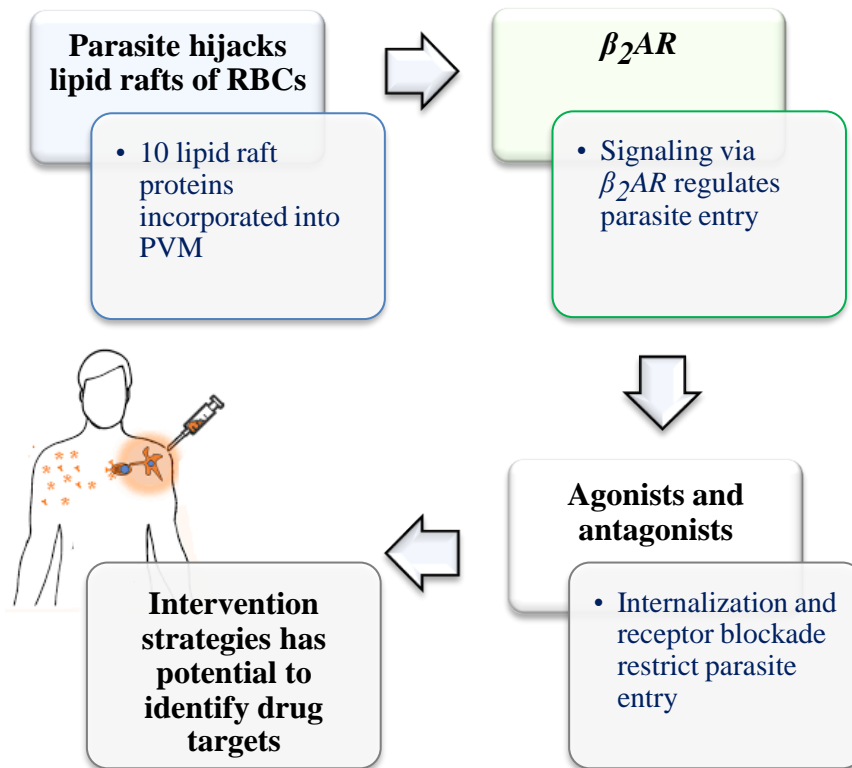 Parasite hijacks
lipid rafts of RBCs
• 10 lipid raft
proteins
incorporated into
PVM
β2AR
• Signaling via
β2AR regulates
parasite entry
Agonists and
antagonists
• Internalization and
receptor blockade
restrict parasite
entry
Intervention
strategies has
potential to
identify drug
targets